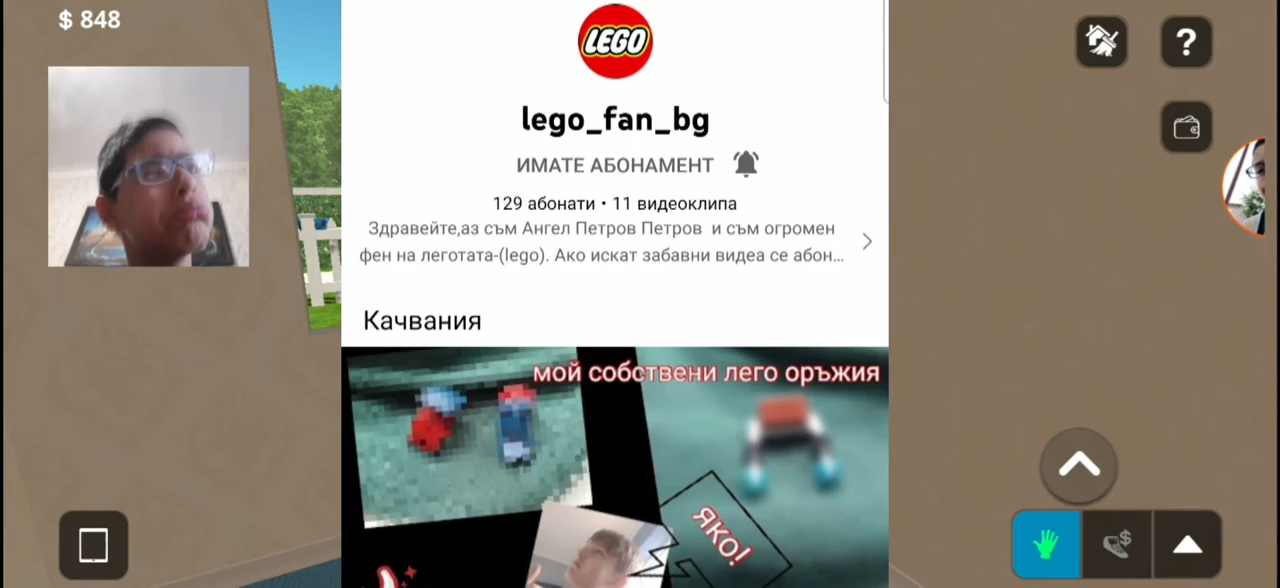 $ 848
LEGO
lego_fan_bg
ИМАТЕ АБОНАМЕНТ
129 абонати • 11 видеоклипа
Здравейте,аз съм Ангел Петров Петров и съм огромен
фен на леготата-(lego). Ако искат забавни видеа се абон...
Качвания
мой собствени лего оръжия
ЯКО!
?
$